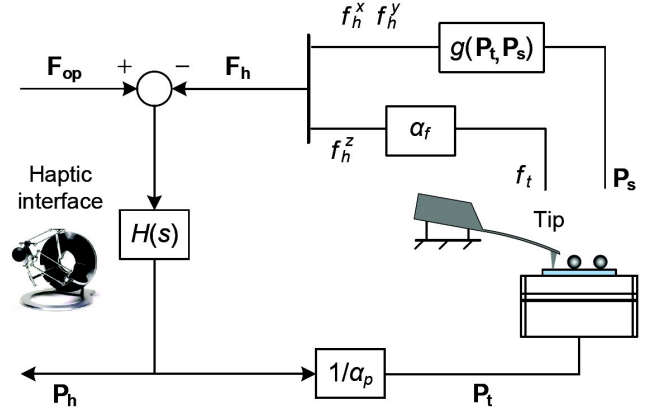 f_h^x f_h^y
g(P_t,P_s)
F_op
+
−
F_h
α_f
f_h^z
f_t
P_s
Haptic
interface
Tip
H(s)
P_h
1/α_p
P_t